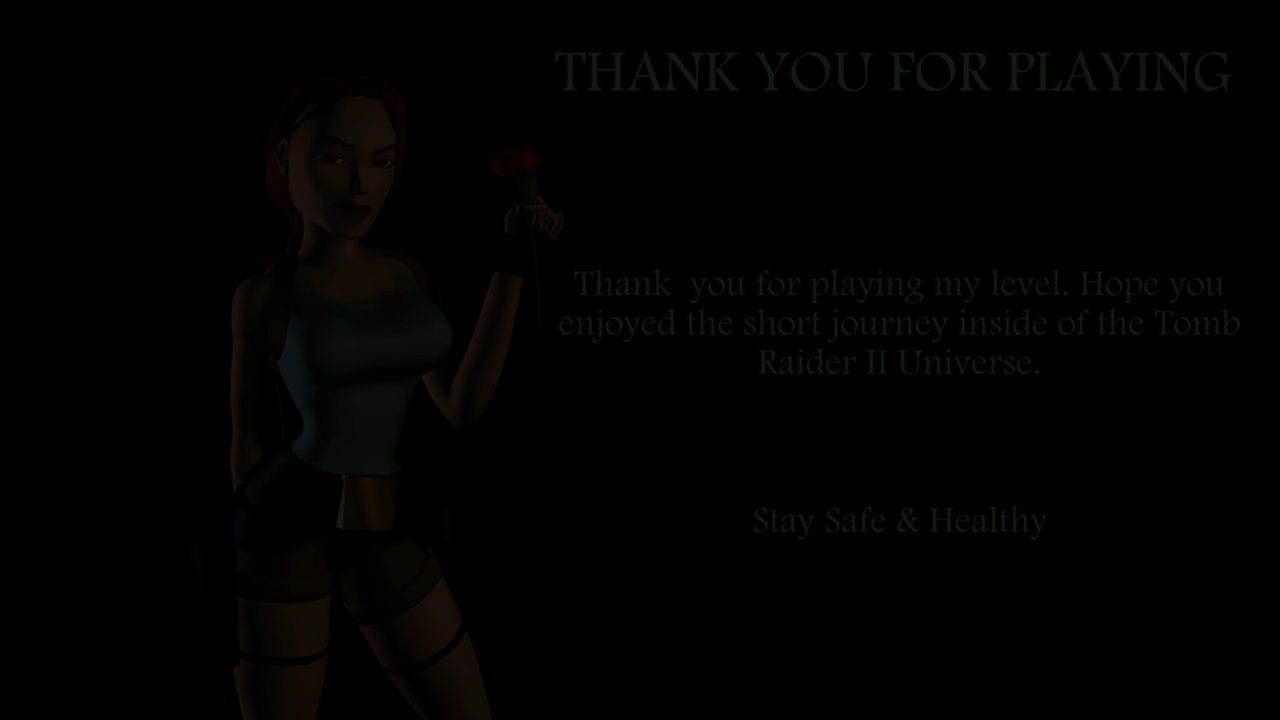 THANK YOU FOR PLAYING
Thank  you for playing my level. Hope you
enjoyed the short journey inside of the Tomb
Raider II Universe.
Stay Safe & Healthy